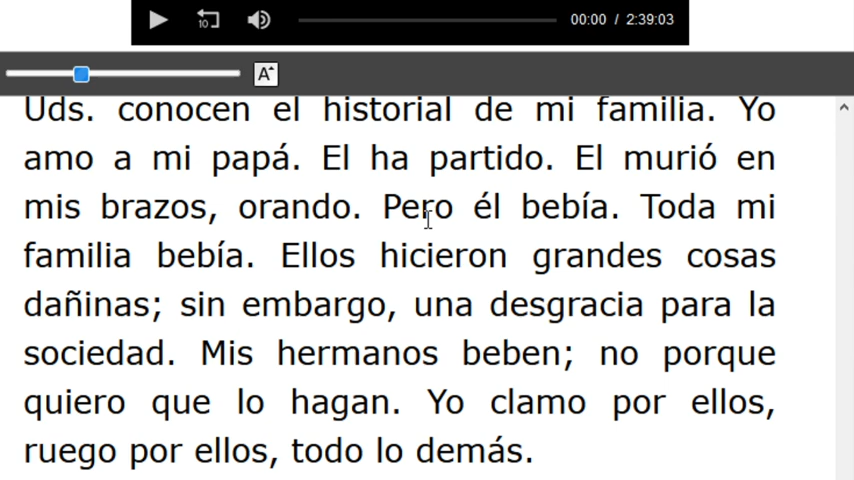 10
00:00 / 2:39:03
A
Uds. conocen el historial de mi familia. Yo
amo a mi papá. El ha partido. El murió en
mis brazos, orando. Pero él bebía. Toda mi
familia bebía. Ellos hicieron grandes cosas
dañinas; sin embargo, una desgracia para la
sociedad. Mis hermanos beben; no porque
quiero que lo hagan. Yo clamo por ellos,
ruego por ellos, todo lo demás.